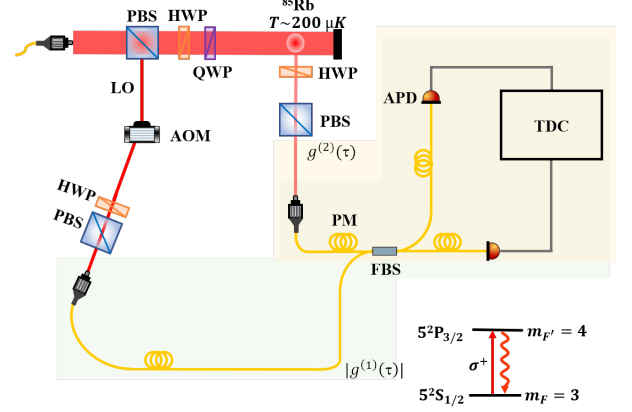 ⁸⁵Rb
PBS
HWP
T~200 μK
QWP
HWP
LO
APD
TDC
AOM
PBS
g⁽²⁾(τ)
HWP
PBS
PM
FBS
|g⁽¹⁾(τ)|
5²P₃/₂
m_F′ = 4
σ⁺
5²S₁/₂
m_F = 3